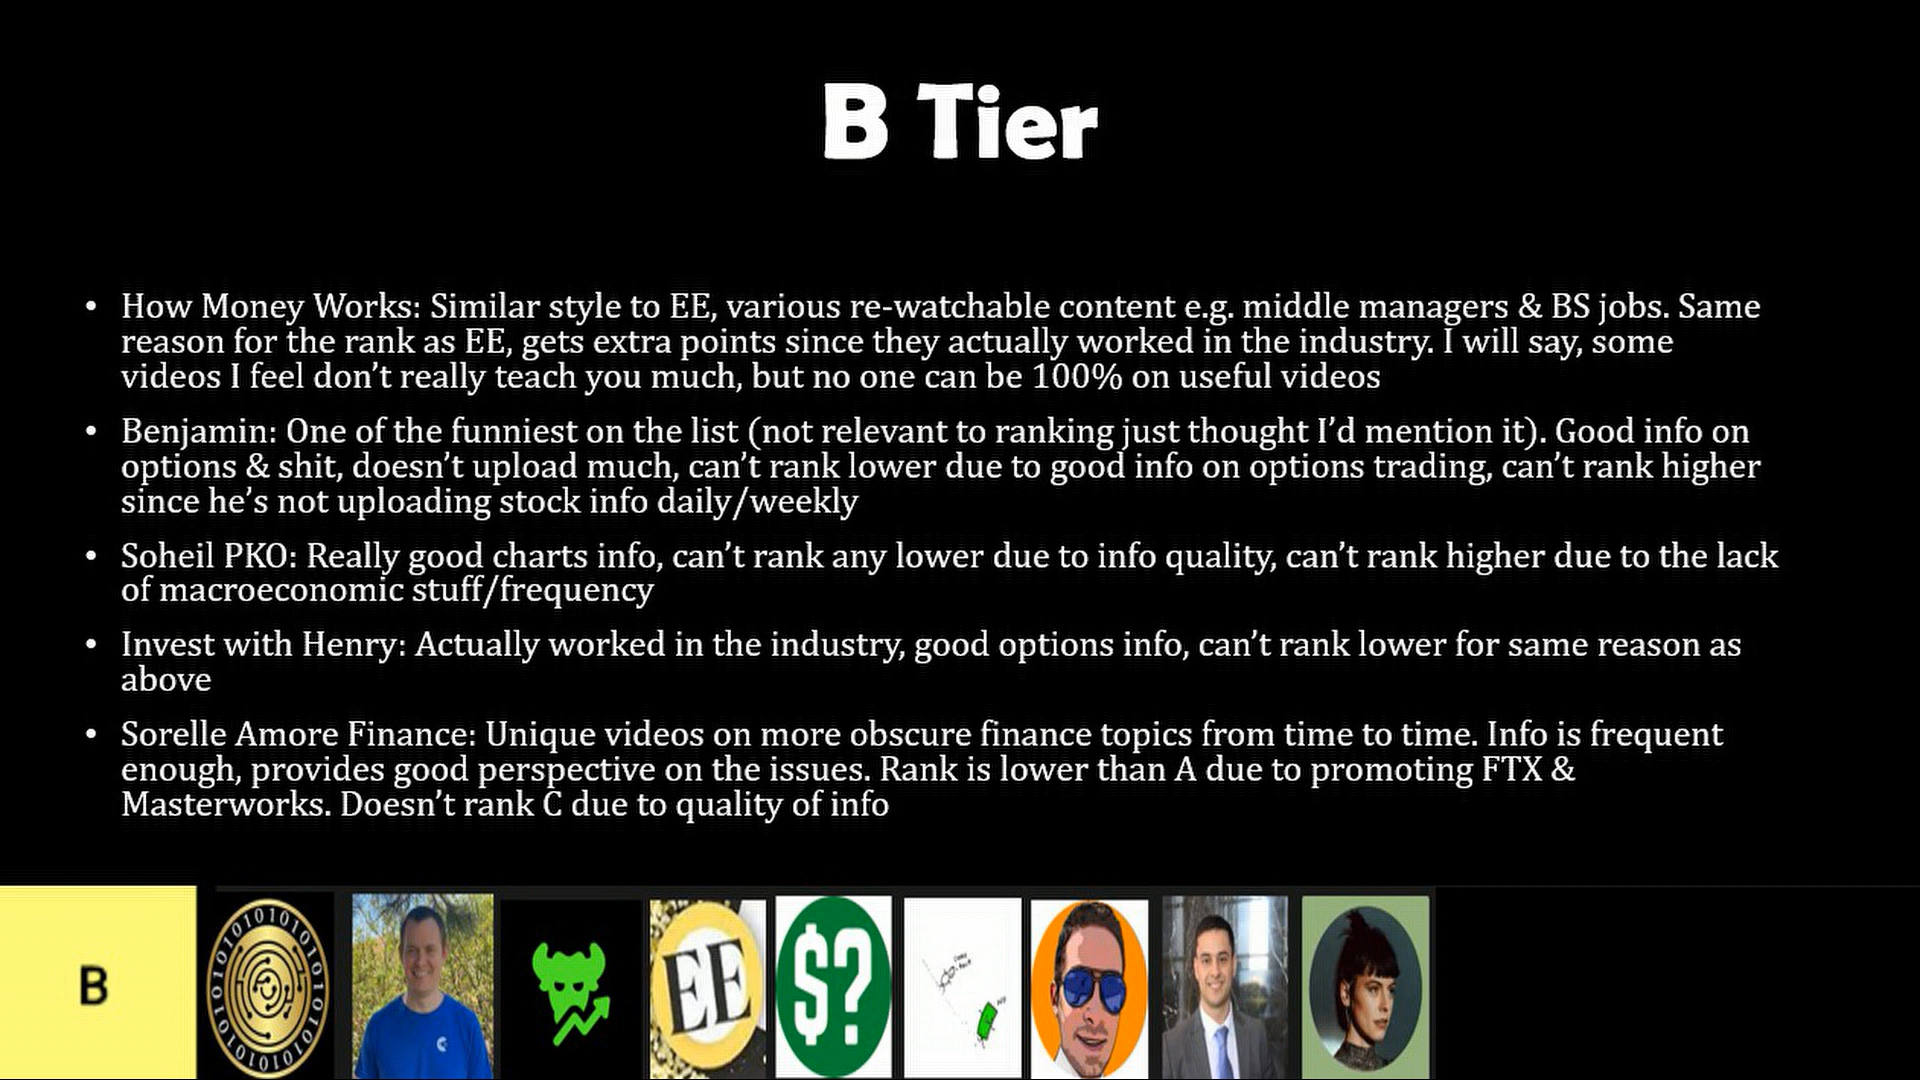 B Tier
• How Money Works: Similar style to EE, various re-watchable content e.g. middle managers & BS jobs. Same
reason for the rank as EE, gets extra points since they actually worked in the industry. I will say, some
videos I feel don’t really teach you much, but no one can be 100% on useful videos
• Benjamin: One of the funniest on the list (not relevant to ranking just thought I’d mention it). Good info on
options & shit, doesn’t upload much, can’t rank lower due to good info on options trading, can’t rank higher
since he’s not uploading stock info daily/weekly
• Soheil PKO: Really good charts info, can’t rank any lower due to info quality, can’t rank higher due to the lack
of macroeconomic stuff/frequency
• Invest with Henry: Actually worked in the industry, good options info, can’t rank lower for same reason as
above
• Sorelle Amore Finance: Unique videos on more obscure finance topics from time to time. Info is frequent
enough, provides good perspective on the issues. Rank is lower than A due to promoting FTX &
Masterworks. Doesn’t rank C due to quality of info
B
EE
$?